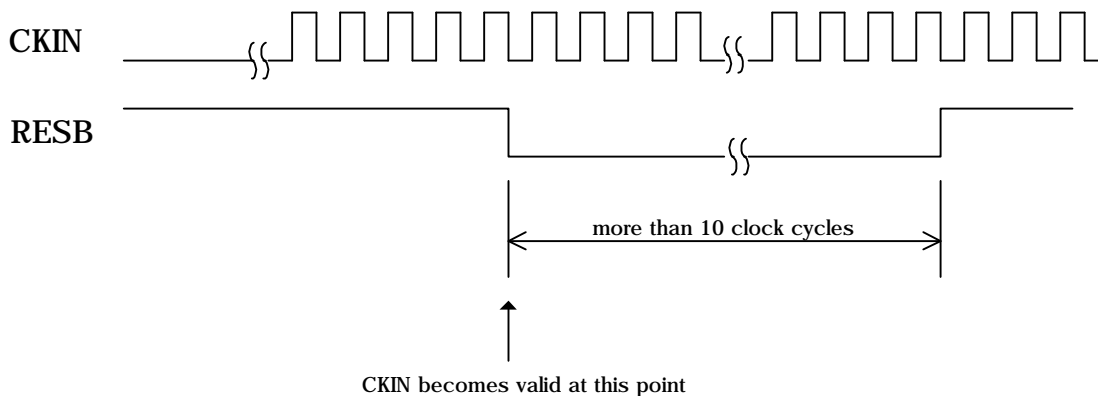 CKIN
RESB
more than 10 clock cycles
CKIN becomes valid at this point